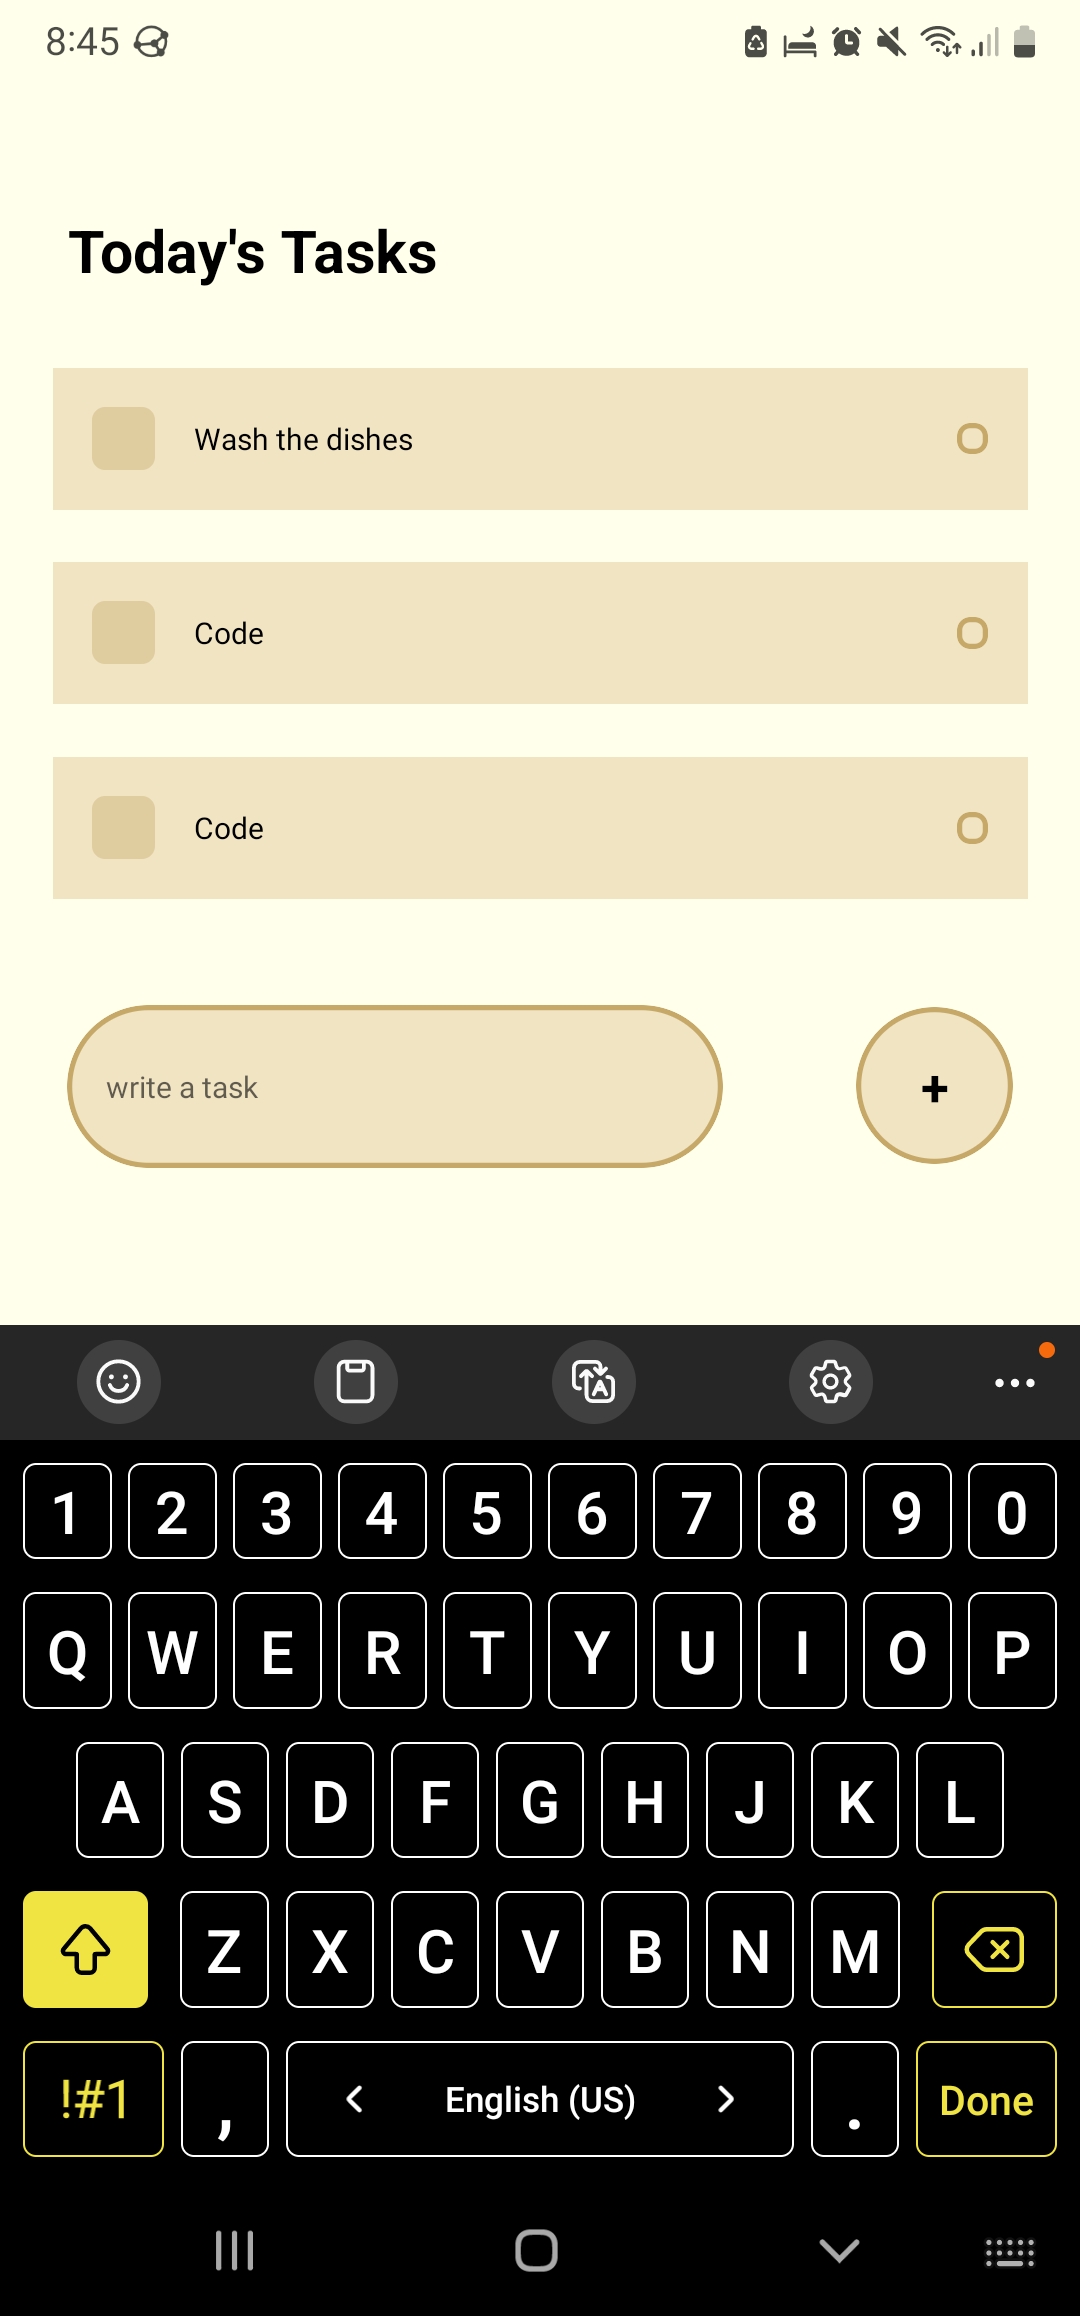 8:45
Today's Tasks
Wash the dishes
Code
Code
write a task
+
1 2 3 4 5 6 7 8 9 0
Q W E R T Y U I O P
A S D F G H J K L
Z X C V B N M
!#1 , < English (US) > . Done